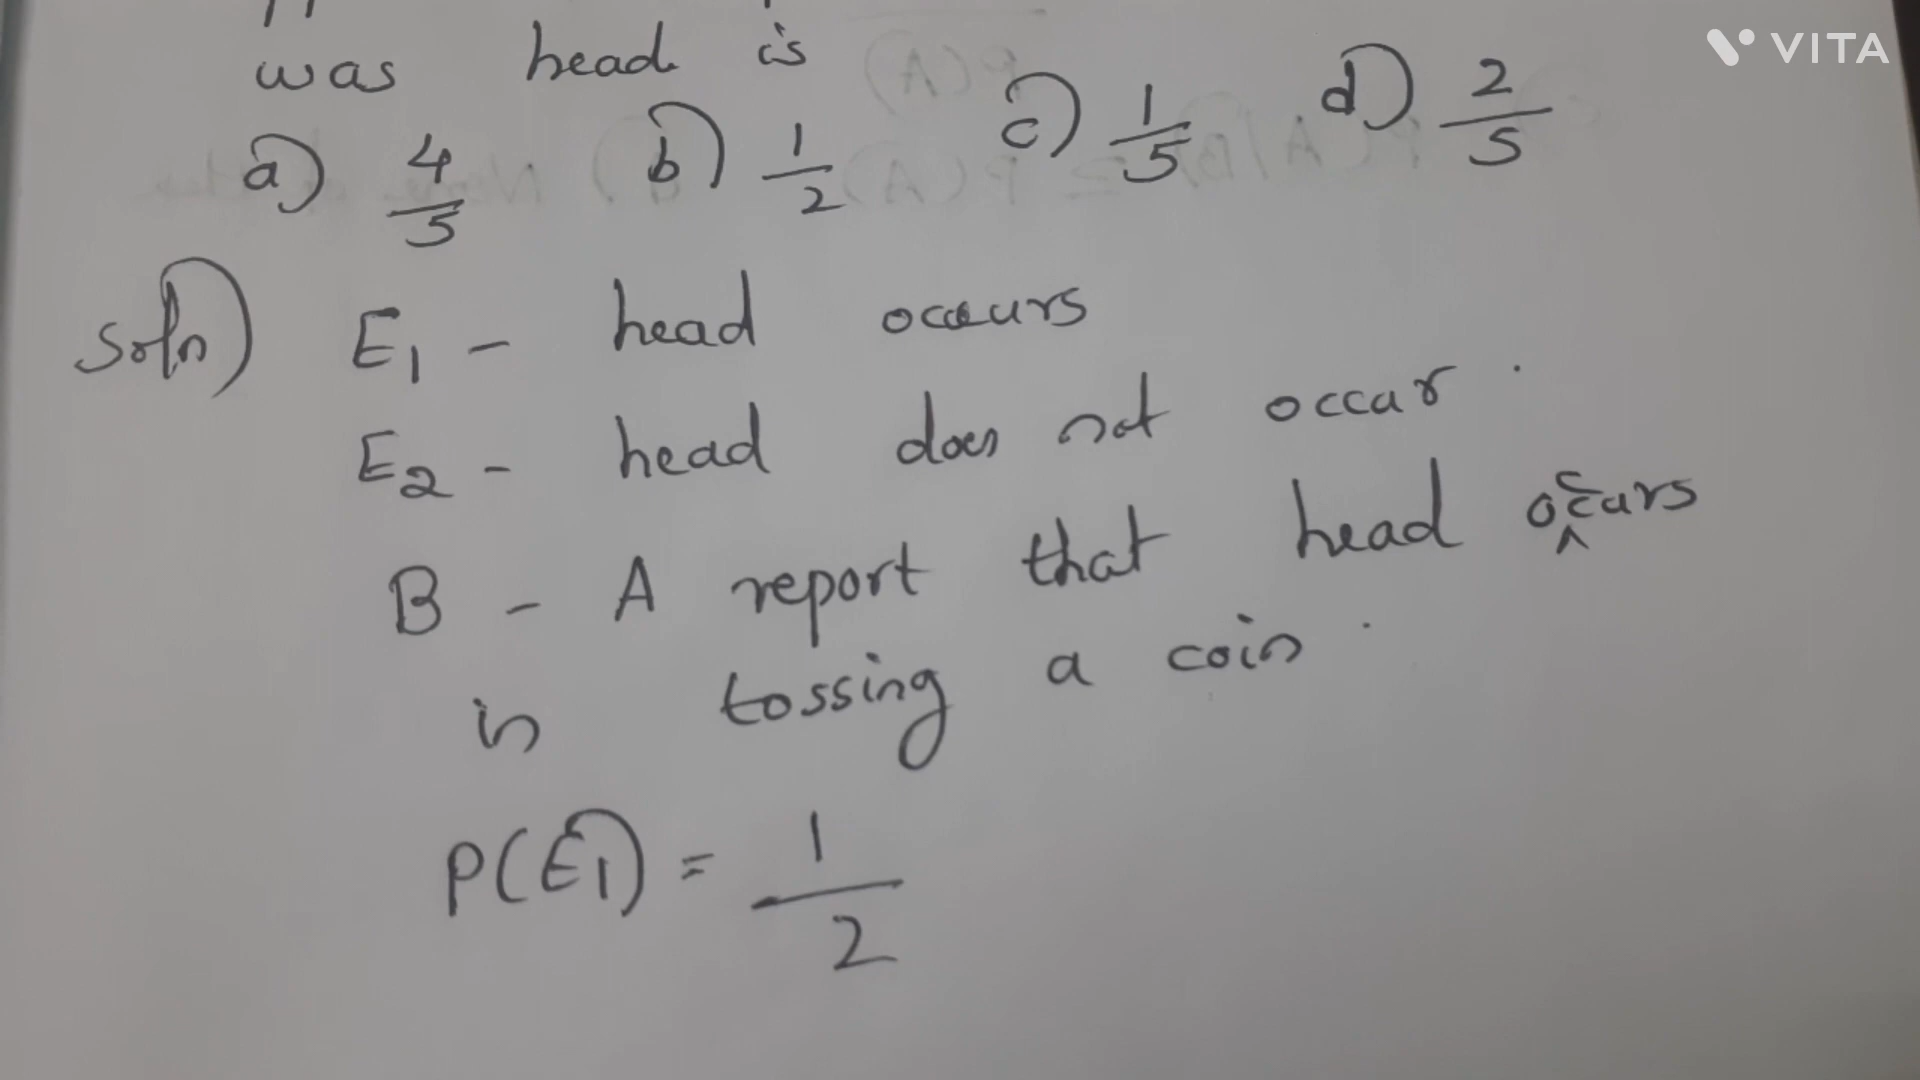 VITA
was head is
a) 4/5 b) 1/2 c) 1/5 d) 2/5
Soln) E1 - head occurs
E2 - head does not occur.
B - A report that head occurs
in tossing a coin.
P(E1) = 1/2